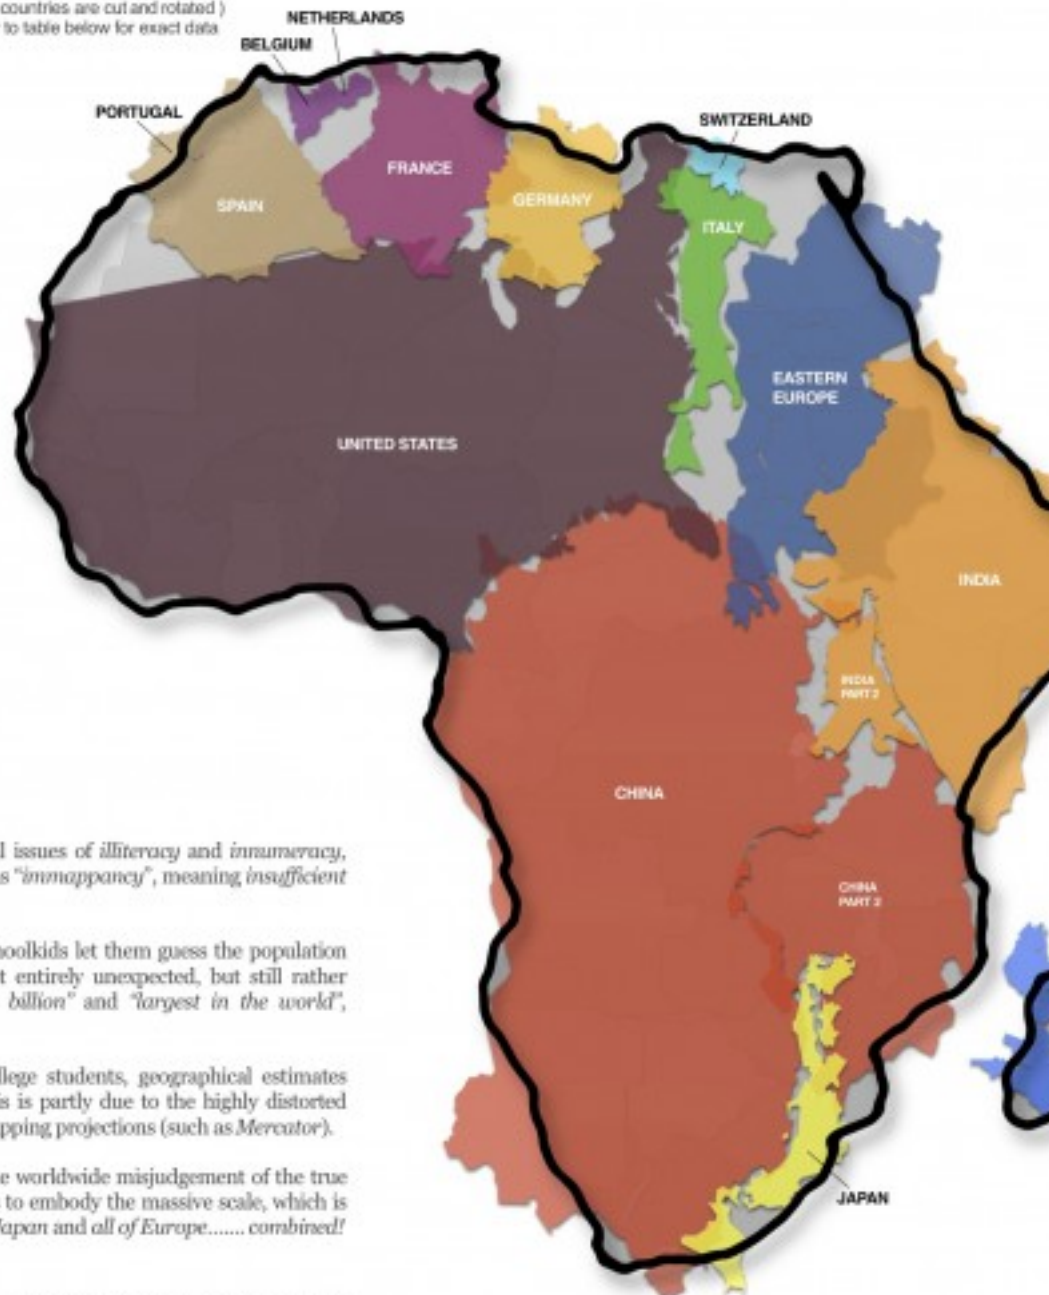 countries are cut and rotated )
to table below for exact data
NETHERLANDS
BELGIUM
PORTUGAL
SWITZERLAND
FRANCE
SPAIN
GERMANY
ITALY
EASTERN
EUROPE
UNITED STATES
INDIA
INDIA
PART 2
CHINA
CHINA
PART 2
JAPAN
l issues of illiteracy and innumeracy,
s “immappancy”, meaning insufficient
hoolkids let them guess the population
t entirely unexpected, but still rather
billion” and “largest in the world”,
llege students, geographical estimates
is is partly due to the highly distorted
pping projections (such as Mercator).
e worldwide misjudgement of the true
s to embody the massive scale, which is
Japan and all of Europe....... combined!